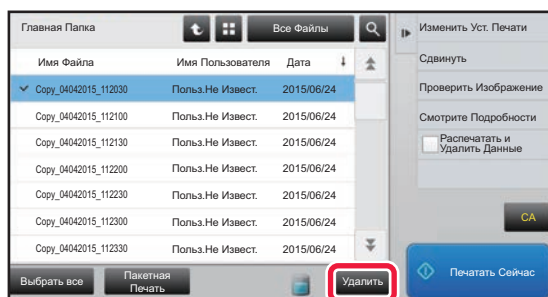 Главная Папка
Все Файлы
Имя Файла Имя Пользователя Дата
Copy_04042015_112030 Польз.Не Извест. 2015/06/24
Copy_04042015_112100 Польз.Не Извест. 2015/06/24
Copy_04042015_112130 Польз.Не Извест. 2015/06/24
Copy_04042015_112200 Польз.Не Извест. 2015/06/24
Copy_04042015_112230 Польз.Не Извест. 2015/06/24
Copy_04042015_112300 Польз.Не Извест. 2015/06/24
Copy_04042015_112330 Польз.Не Извест. 2015/06/24
Выбрать все
Пакетная
Печать
Удалить
Изменить Уст. Печати
Сдвинуть
Проверить Изображение
Смотрите Подробности
Распечатать и
Удалить Данные
CA
Печатать Сейчас